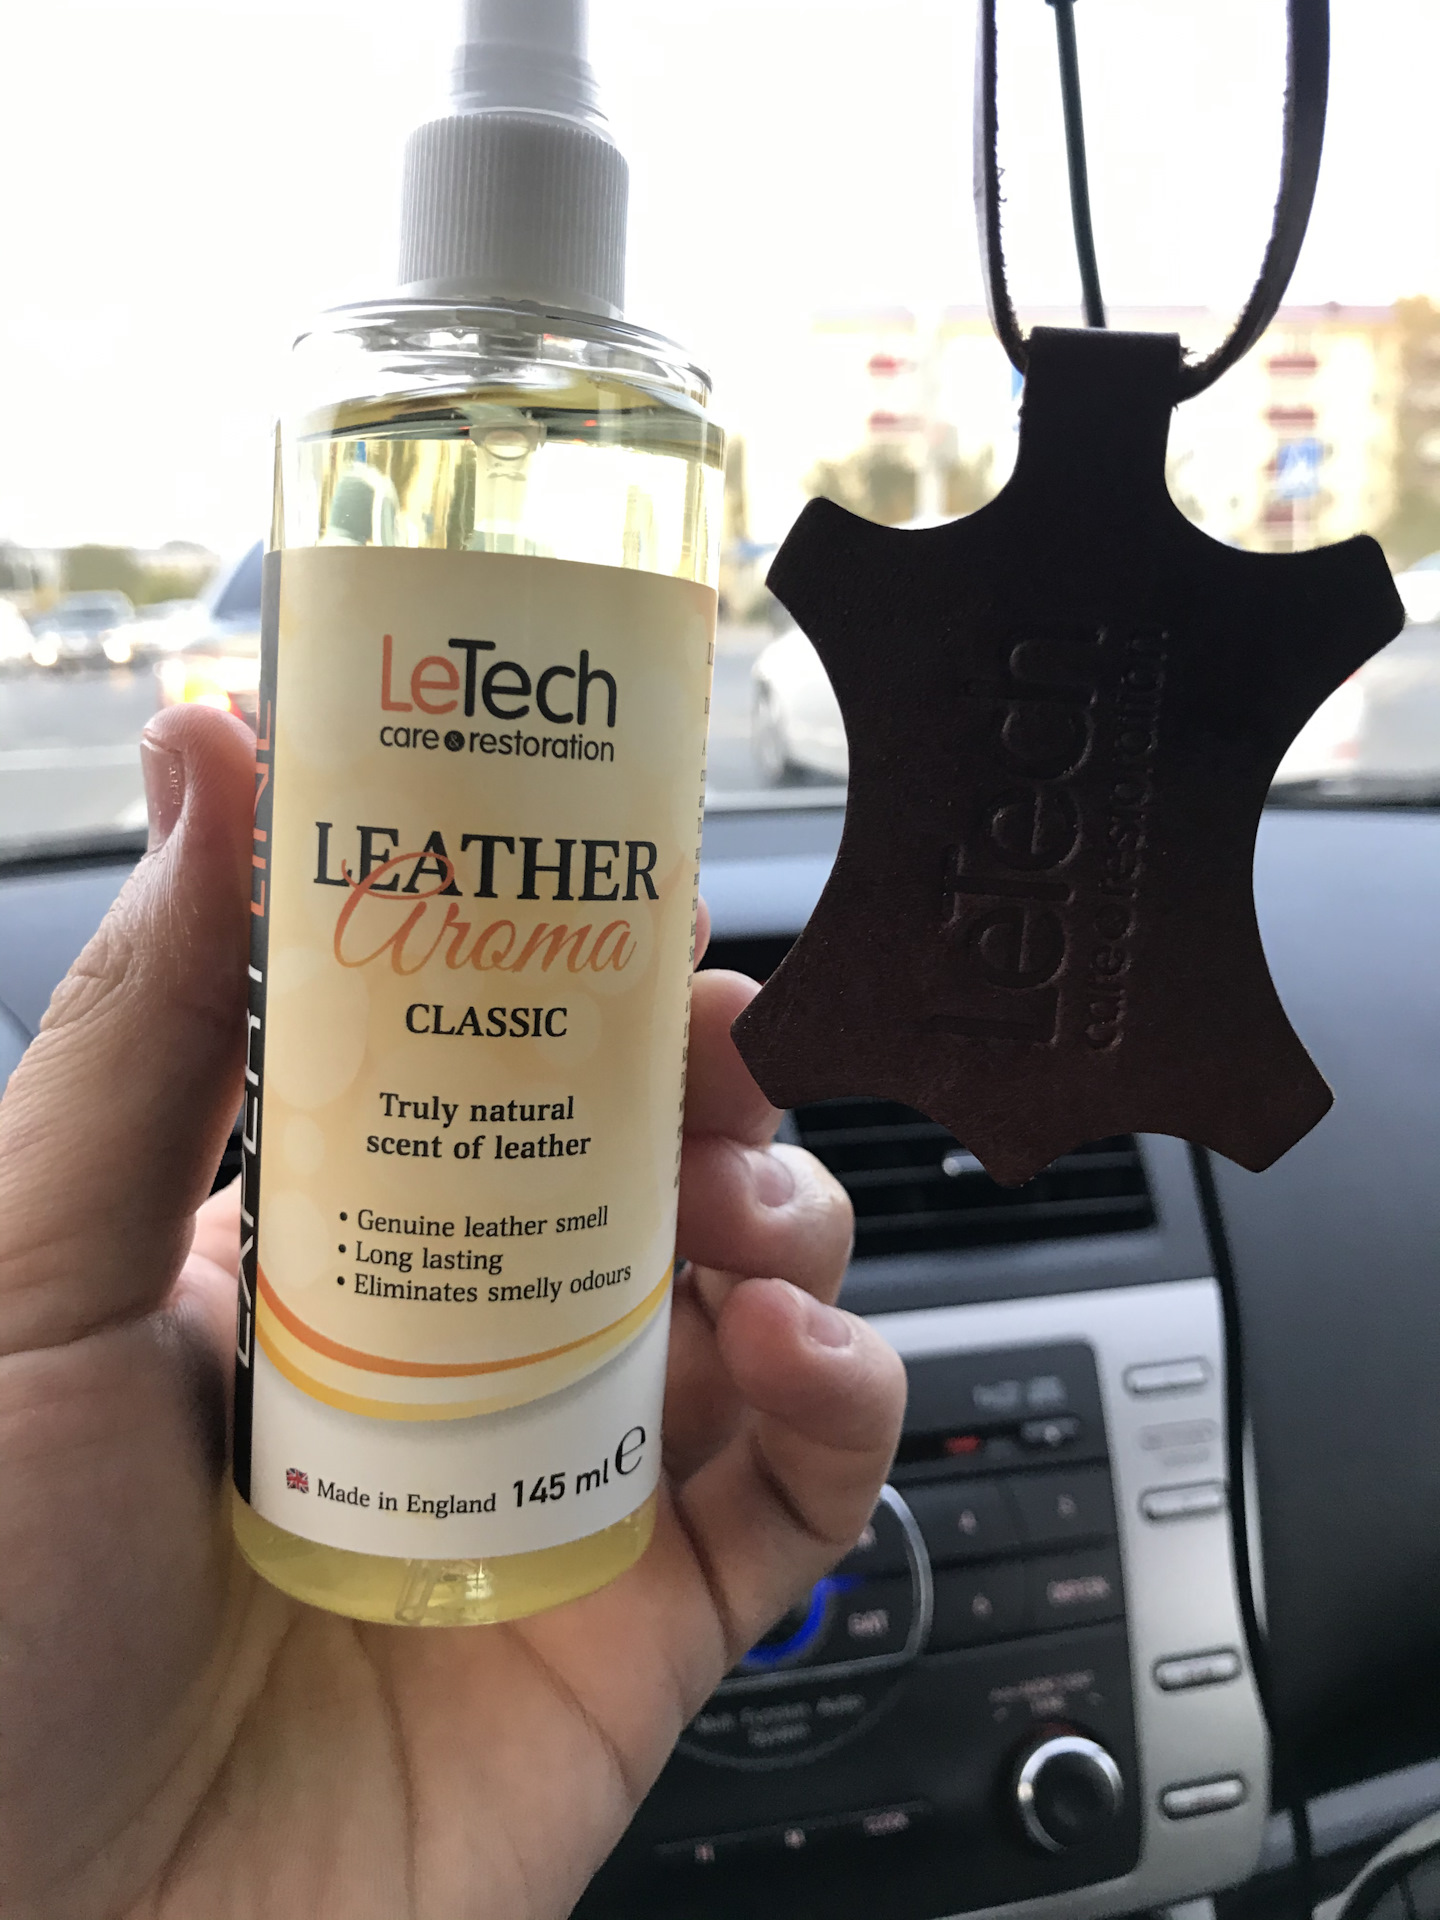 LeTech
care & restoration
LEATHER
Aroma
CLASSIC
Truly natural
scent of leather
• Genuine leather smell
• Long lasting
• Eliminates smelly odours
Made in England 145 ml ℮
EXPERT LINE
LeTech
care & restoration